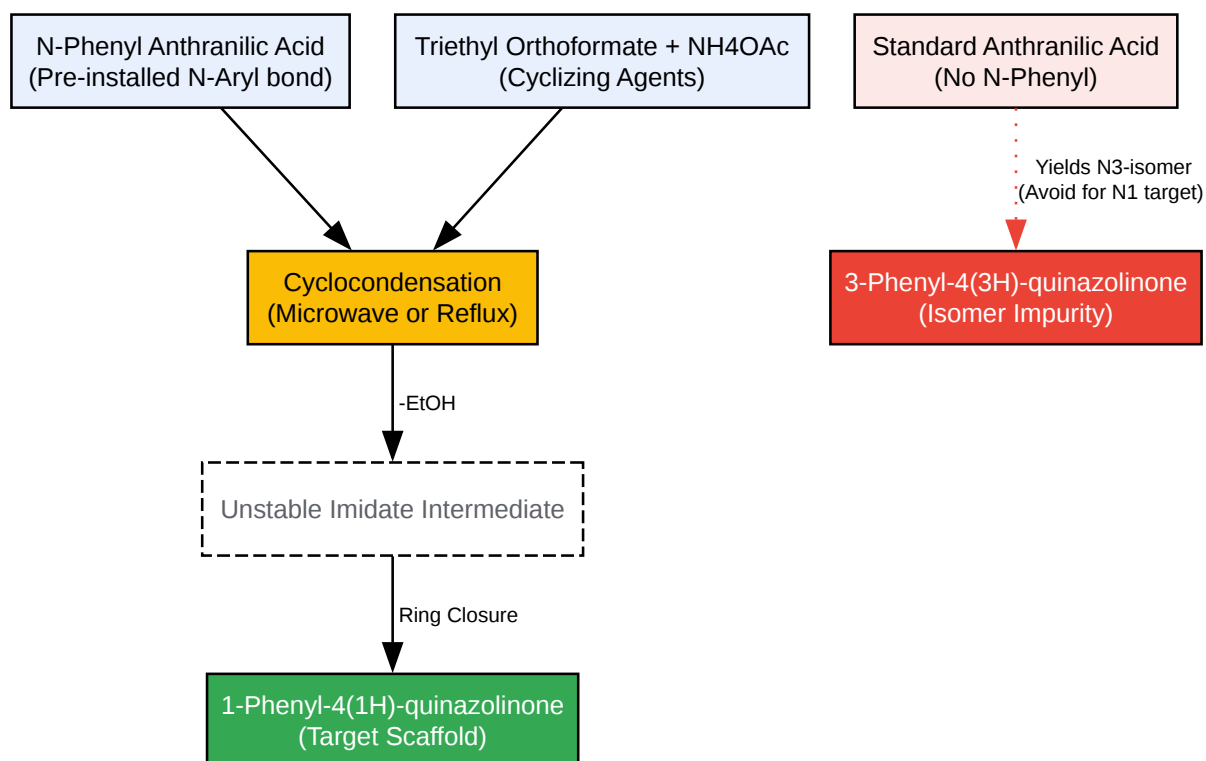 N-Phenyl Anthranilic Acid
(Pre-installed N-Aryl bond)
Triethyl Orthoformate + NH4OAc
(Cyclizing Agents)
Standard Anthranilic Acid
(No N-Phenyl)
Yields N3-isomer
(Avoid for N1 target)
Cyclocondensation
(Microwave or Reflux)
3-Phenyl-4(3H)-quinazolinone
(Isomer Impurity)
-EtOH
Unstable Imidate Intermediate
Ring Closure
1-Phenyl-4(1H)-quinazolinone
(Target Scaffold)